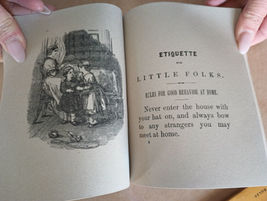 ETIQUETTE
LITTLE FOLKS.
RULES FOR GOOD BEHAVIOR AT HOME.
Never enter the house with
your hat on, and always bow
to any strangers you may
meet at home.